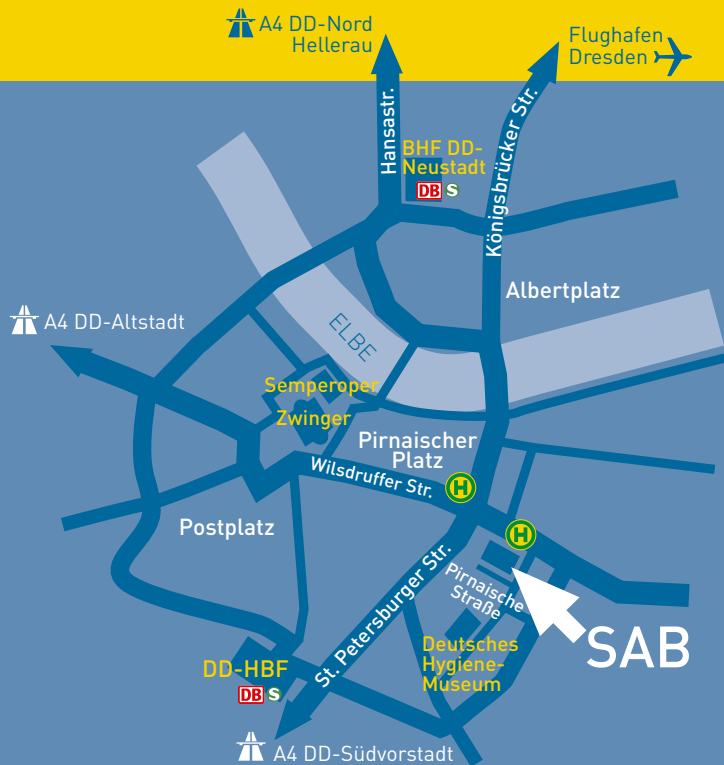 A4 DD-Nord
Hellerau
Flughafen
Dresden
Hansastr.
Königsbrücker Str.
BHF DD-
Neustadt
DB S
Albertplatz
A4 DD-Altstadt
ELBE
Semperoper
Zwinger
Pirnaischer
Platz
Wilsdruffer Str.
H
H
Postplatz
St. Petersburger Str.
Pirnaische
Straße
SAB
Deutsches
Hygiene-
Museum
DD-HBF
DB S
A4 DD-Südvorstadt